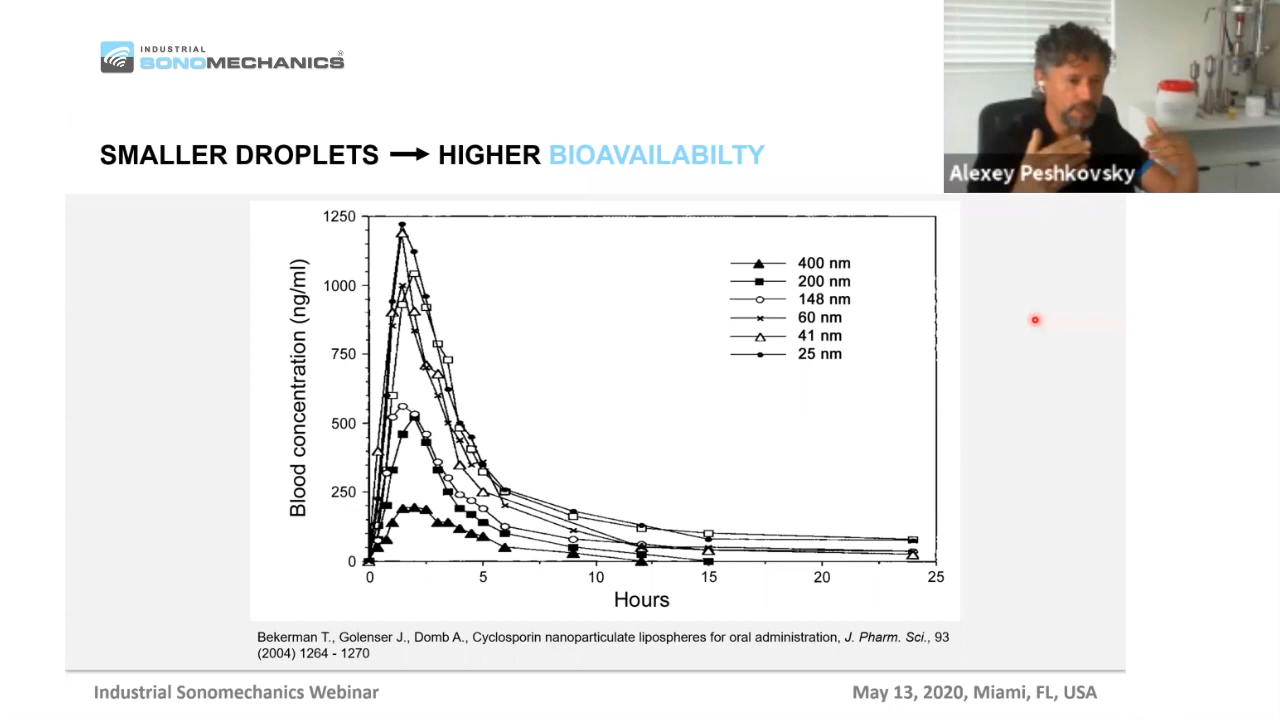 INDUSTRIAL
SONOMECHANICS®
SMALLER DROPLETS → HIGHER BIOAVAILABILTY
Alexey Peshkovsky
1250
1000
750
500
250
0
Blood concentration (ng/ml)
400 nm
200 nm
148 nm
60 nm
41 nm
25 nm
0 5 10 15 20 25
Hours
Bekerman T., Golenser J., Domb A., Cyclosporin nanoparticulate lipospheres for oral administration, J. Pharm. Sci., 93
(2004) 1264 - 1270
Industrial Sonomechanics Webinar
May 13, 2020, Miami, FL, USA